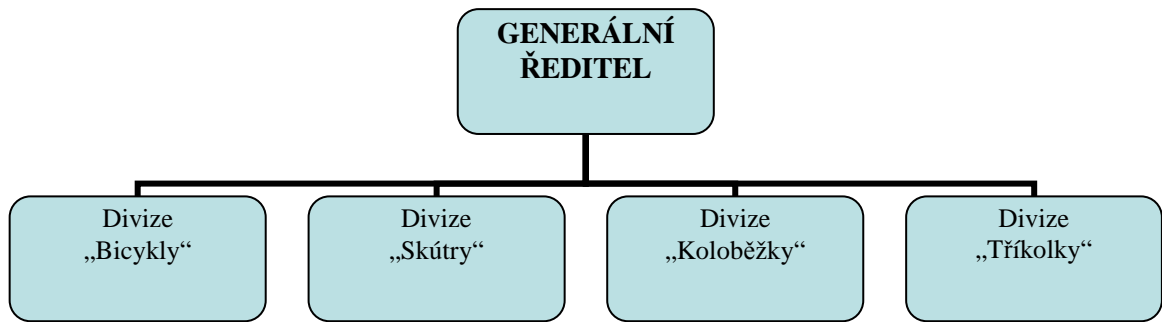 GENERÁLNÍ
ŘEDITEL
Divize
„Bicykly“
Divize
„Skútry“
Divize
„Koloběžky“
Divize
„Tříkolky“